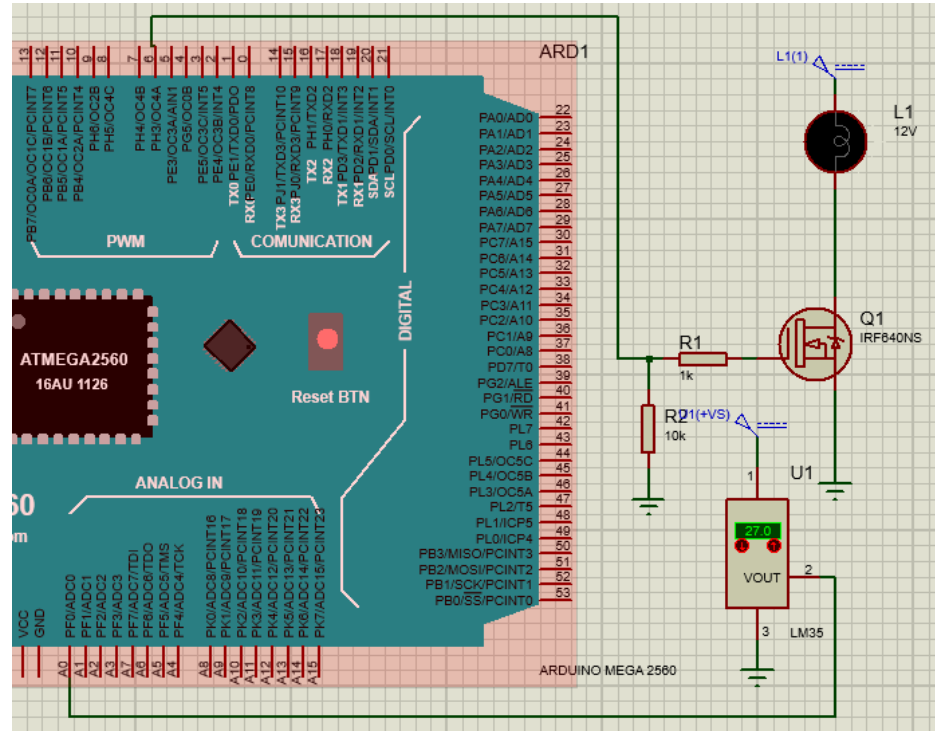 ARD1
13
12
11
10
9
8
7
6
5
4
3
2
1
0
14
15
16
17
18
19
20
21
PB7/OC0A/OC1C/PCINT7
PB6/OC1B/PCINT6
PB5/OC1A/PCINT5
PB4/OC2A/PCINT4
PH6/OC2B
PH5/OC4C
PH4/OC4B
PH3/OC4A
PE3/OC3A/AIN1
PG5/OC0B
PE5/OC3C/INT5
PE4/OC3B/INT4
TX0 PE1/TXD0/PDO
RX0 PE0/RXD0/PCINT8
TX3 PJ1/TXD3/PCINT10
RX3 PJ0/RXD3/PCINT9
TX2 PH1/TXD2
RX2 PH0/RXD2
TX1 PD3/TXD1/INT3
RX1 PD2/RXD1/INT2
SDA PD1/SDA/INT1
SCL PD0/SCL/INT0
PWM
COMUNICATION
DIGITAL
PA0/AD0 22
PA1/AD1 23
PA2/AD2 24
PA3/AD3 25
PA4/AD4 26
PA5/AD5 27
PA6/AD6 28
PA7/AD7 29
PC7/A15 30
PC6/A14 31
PC5/A13 32
PC4/A12 33
PC3/A11 34
PC2/A10 35
PC1/A9 36
PC0/A8 37
PD7/T0 38
PG2/ALE 39
PG1/RD 40
PG0/WR 41
PL7 42
PL6 43
PL5/OC5C 44
PL4/OC5B 45
PL3/OC5A 46
PL2/T5 47
PL1/ICP5 48
PL0/ICP4 49
PB3/MISO/PCINT3 50
PB2/MOSI/PCINT2 51
PB1/SCK/PCINT1 52
PB0/SS/PCINT0 53
ATMEGA2560
16AU 1126
Reset BTN
ANALOG IN
60
om
VCC
GND
PF0/ADC0
PF1/ADC1
PF2/ADC2
PF3/ADC3
PF7/ADC7/TDI
PF6/ADC6/TDO
PF5/ADC5/TMS
PF4/ADC4/TCK
PK0/ADC8/PCINT16
PK1/ADC9/PCINT17
PK2/ADC10/PCINT18
PK3/ADC11/PCINT19
PK4/ADC12/PCINT20
PK5/ADC13/PCINT21
PK6/ADC14/PCINT22
PK7/ADC15/PCINT23
A0
A1
A2
A3
A7
A6
A5
A4
A8
A9
A10
A11
A12
A13
A14
A15
ARDUINO MEGA 2560
L1(1)
L1
12V
Q1
IRF640NS
R1
1k
R2
10k
U1(+VS)
U1
1
27.0
VOUT
2
3
LM35